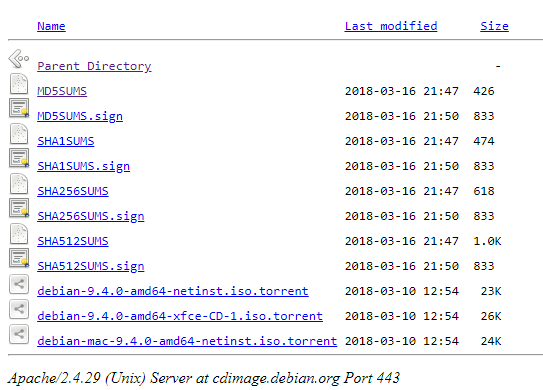 Name Last modified Size
Parent Directory -
MD5SUMS 2018-03-16 21:47 426
MD5SUMS.sign 2018-03-16 21:50 833
SHA1SUMS 2018-03-16 21:47 474
SHA1SUMS.sign 2018-03-16 21:50 833
SHA256SUMS 2018-03-16 21:47 618
SHA256SUMS.sign 2018-03-16 21:50 833
SHA512SUMS 2018-03-16 21:47 1.0K
SHA512SUMS.sign 2018-03-16 21:50 833
debian-9.4.0-amd64-netinst.iso.torrent 2018-03-10 12:54 23K
debian-9.4.0-amd64-xfce-CD-1.iso.torrent 2018-03-10 12:54 26K
debian-mac-9.4.0-amd64-netinst.iso.torrent 2018-03-10 12:54 24K
Apache/2.4.29 (Unix) Server at cdimage.debian.org Port 443